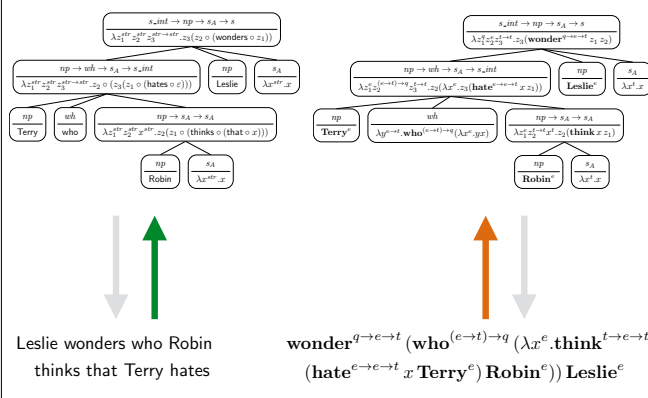 s_int → np → s_A → s
λz₁^{str} z₂^{str} z₃^{str→str}.z₃(z₂ ∘ (wonders ∘ z₁))
np → wh → s_A → s_int
λz₁^{str} z₂^{str} z₃^{str→str}.z₂ ∘ (z₃(z₁ ∘ (hates ∘ ε)))
np
Leslie
s_A
λx^{str}.x
np
Terry
wh
who
np → s_A → s_A
λz₁^{str} z₂^{str→str} x^{str}.z₂(z₁ ∘ (thinks ∘ (that ∘ x)))
np
Robin
s_A
λx^{str}.x
s_int → np → s_A → s
λz₁^{q} z₂^{e} z₃^{t→t}.z₃(wonder^{q→e→t} z₁ z₂)
np → wh → s_A → s_int
λz₁^{e} z₂^{(e→t)→q} z₃^{t→t}.z₂(λx^{e}.z₃(hate^{e→e→t} x z₁))
np
Leslie^{e}
s_A
λx^{t}.x
np
Terry^{e}
wh
λy^{e→t}.who^{(e→t)→q}(λx^{e}.yx)
np → s_A → s_A
λz₁^{e} z₂^{t→t} x^{t}.z₂(think x z₁)
np
Robin^{e}
s_A
λx^{t}.x
Leslie wonders who Robin
thinks that Terry hates
wonder^{q→e→t} (who^{(e→t)→q} (λx^{e}.think^{t→e→t}
(hate^{e→e→t} x Terry^{e}) Robin^{e})) Leslie^{e}